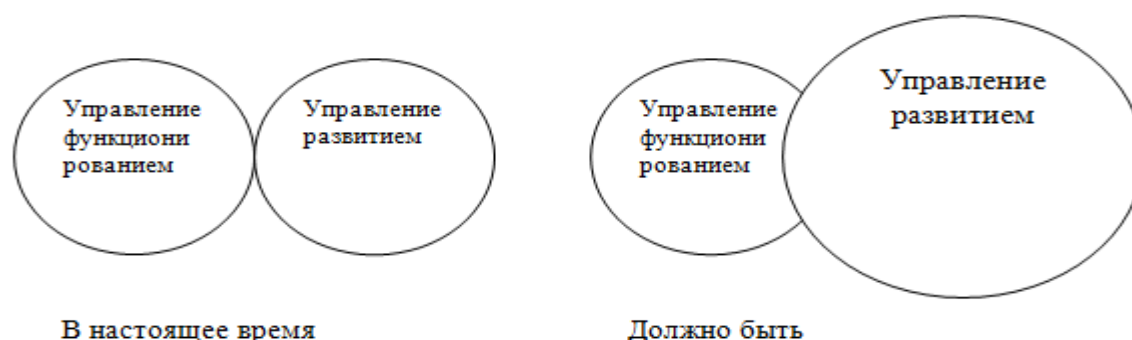 Управление
функциони
рованием
Управление
развитием
В настоящее время
Управление
функциони
рованием
Управление
развитием
Должно быть